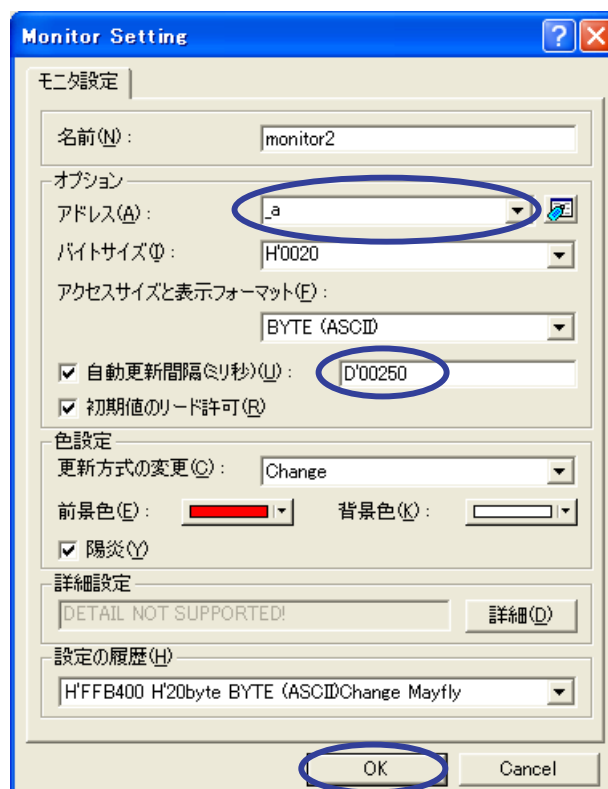 Monitor Setting
モニタ設定
名前(N):
monitor2
オプション
アドレス(A):
_a
バイトサイズ(I):
H'0020
アクセスサイズと表示フォーマット(F):
BYTE (ASCII)
自動更新間隔(ミリ秒)(U):
D'00250
初期値のリード許可(R)
色設定
更新方式の変更(C):
Change
前景色(E): 背景色(K):
陽炎(Y)
詳細設定
DETAIL NOT SUPPORTED! 詳細(D)
設定の履歴(H)
H'FFB400 H'20byte BYTE (ASCII)Change Mayfly
OK Cancel